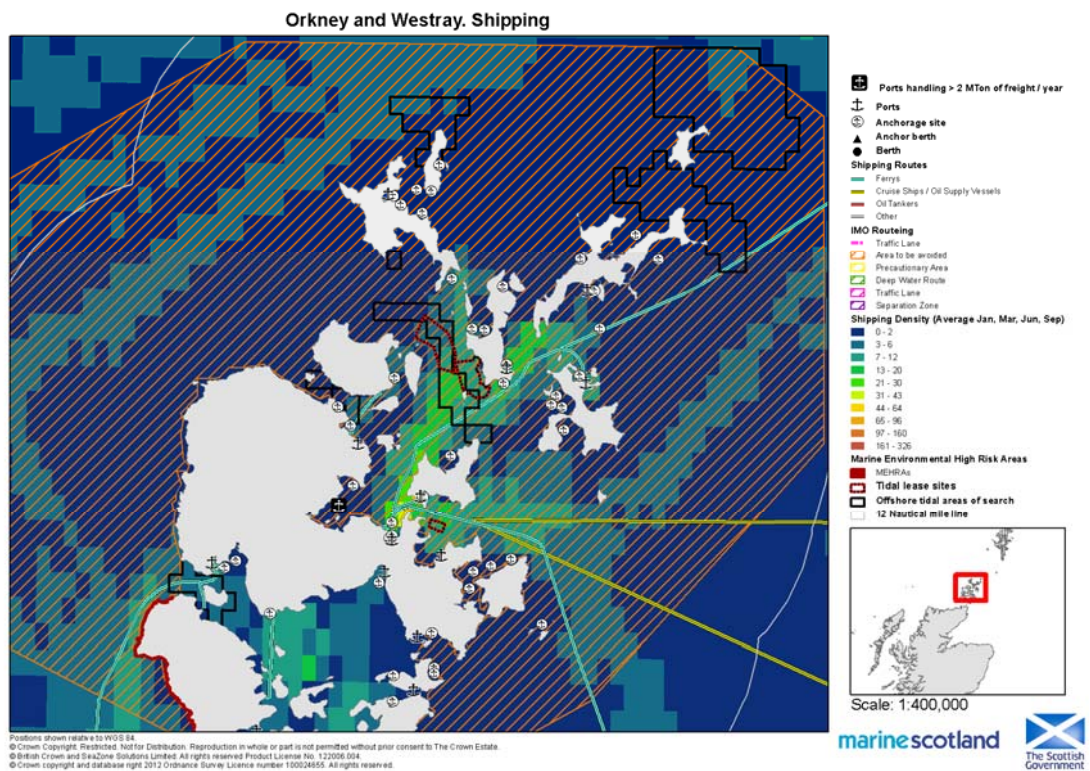 Orkney and Westray. Shipping
Ports handling > 2 MTon of freight / year
Ports
Anchorage site
Anchor berth
Berth
Shipping Routes
Ferrys
Cruise Ships / Oil Supply Vessels
Oil Tankers
Other
IMO Routeing
Traffic Lane
Area to be avoided
Precautionary Area
Deep Water Route
Traffic Lane
Separation Zone
Shipping Density (Average Jan, Mar, Jun, Sep)
0 - 2
3 - 6
7 - 12
13 - 20
21 - 30
31 - 43
44 - 64
65 - 96
97 - 160
161 - 326
Marine Environmental High Risk Areas
MEHRAs
Tidal lease sites
Offshore tidal areas of search
12 Nautical mile line
Scale: 1:400,000
marinescotland
The Scottish
Government
Positions shown relative to WGS 84.
© Crown Copyright. Restricted. Not for Distribution. Reproduction in whole or part is not permitted without prior consent to The Crown Estate.
© British Crown and SeaZone Solutions Limited. All rights reserved Product License No. 122006.004.
© Crown copyright and database right 2012 Ordnance Survey Licence number 100024655. All rights reserved.